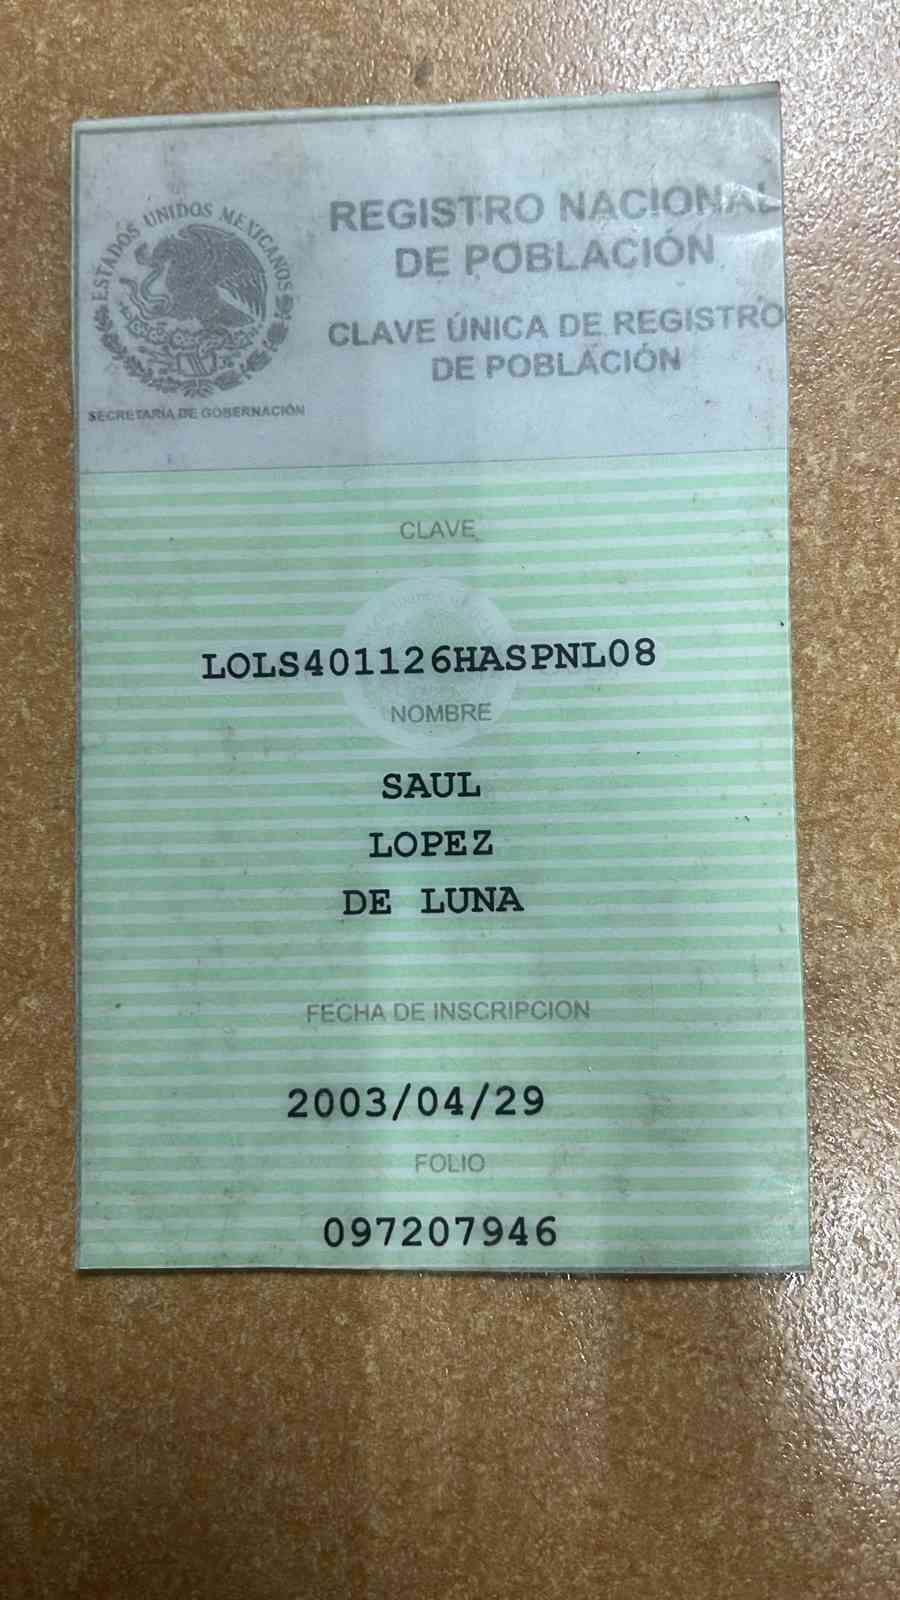 ESTADOS UNIDOS MEXICANOS
SECRETARÍA DE GOBERNACIÓN
REGISTRO NACIONAL
DE POBLACIÓN
CLAVE ÚNICA DE REGISTRO
DE POBLACIÓN
CLAVE
LOLS401126HASPNL08
NOMBRE
SAUL
LOPEZ
DE LUNA
FECHA DE INSCRIPCION
2003/04/29
FOLIO
097207946